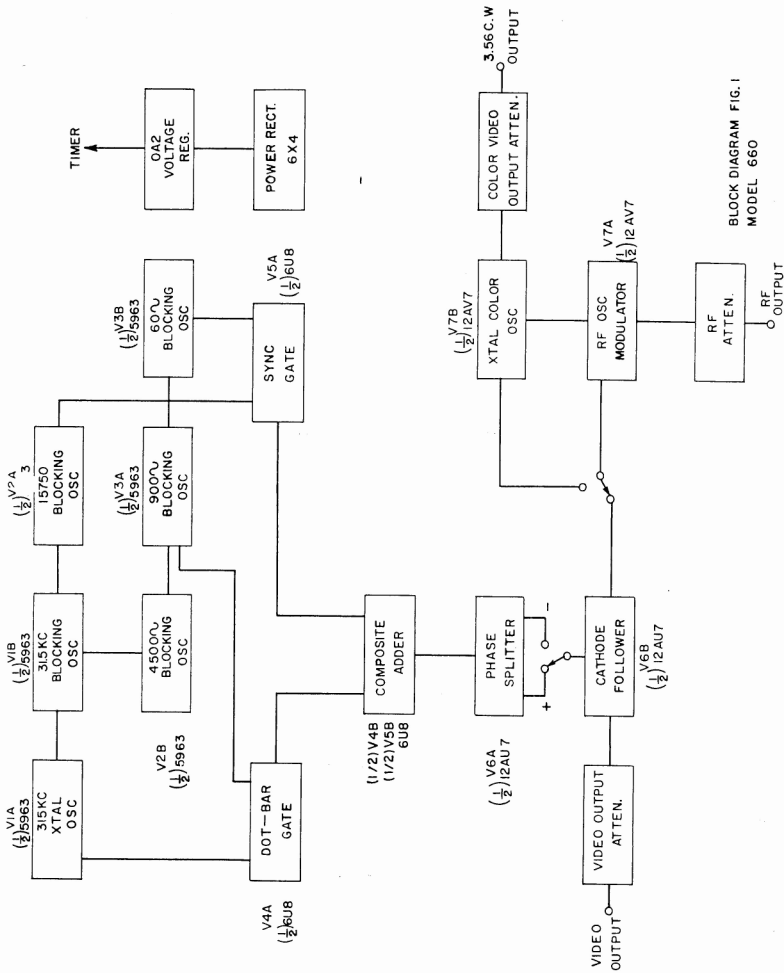 V1A
(½)5963
315KC
XTAL
OSC
V1B
(½)5963
31.5KC
BLOCKING
OSC
(½)
3
15750
BLOCKING
OSC
V3B
(½)5963
60∿
BLOCKING
OSC
TIMER
OA2
VOLTAGE
REG.
POWER RECT.
6X4
V2B
(½)5963
4500∿
BLOCKING
OSC
V3A
(½)5963
900∿
BLOCKING
OSC
V5A
(½)6U8
SYNC
GATE
V4A
(½)6U8
DOT—BAR
GATE
(1/2)V4B
(1/2)V5B
6U8
COMPOSITE
ADDER
V6A
(½)12AU7
PHASE
SPLITTER
+
-
V6B
(½)12AU7
CATHODE
FOLLOWER
VIDEO OUTPUT
ATTEN.
VIDEO
OUTPUT
V7B
(½)12AV7
XTAL COLOR
OSC
COLOR VIDEO
OUTPUT ATTEN.
3.56 C.W
OUTPUT
V7A
(½)12AV7
RF OSC
MODULATOR
RF
ATTEN.
RF
OUTPUT
BLOCK DIAGRAM FIG. 1
MODEL 660